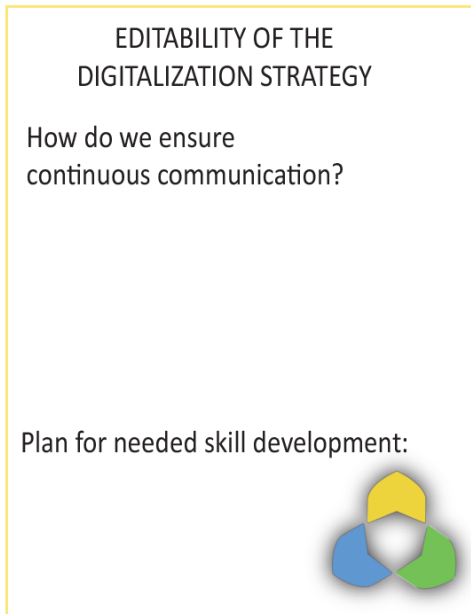 EDITABILITY OF THE
DIGITALIZATION STRATEGY
How do we ensure
continuous communication?
Plan for needed skill development: